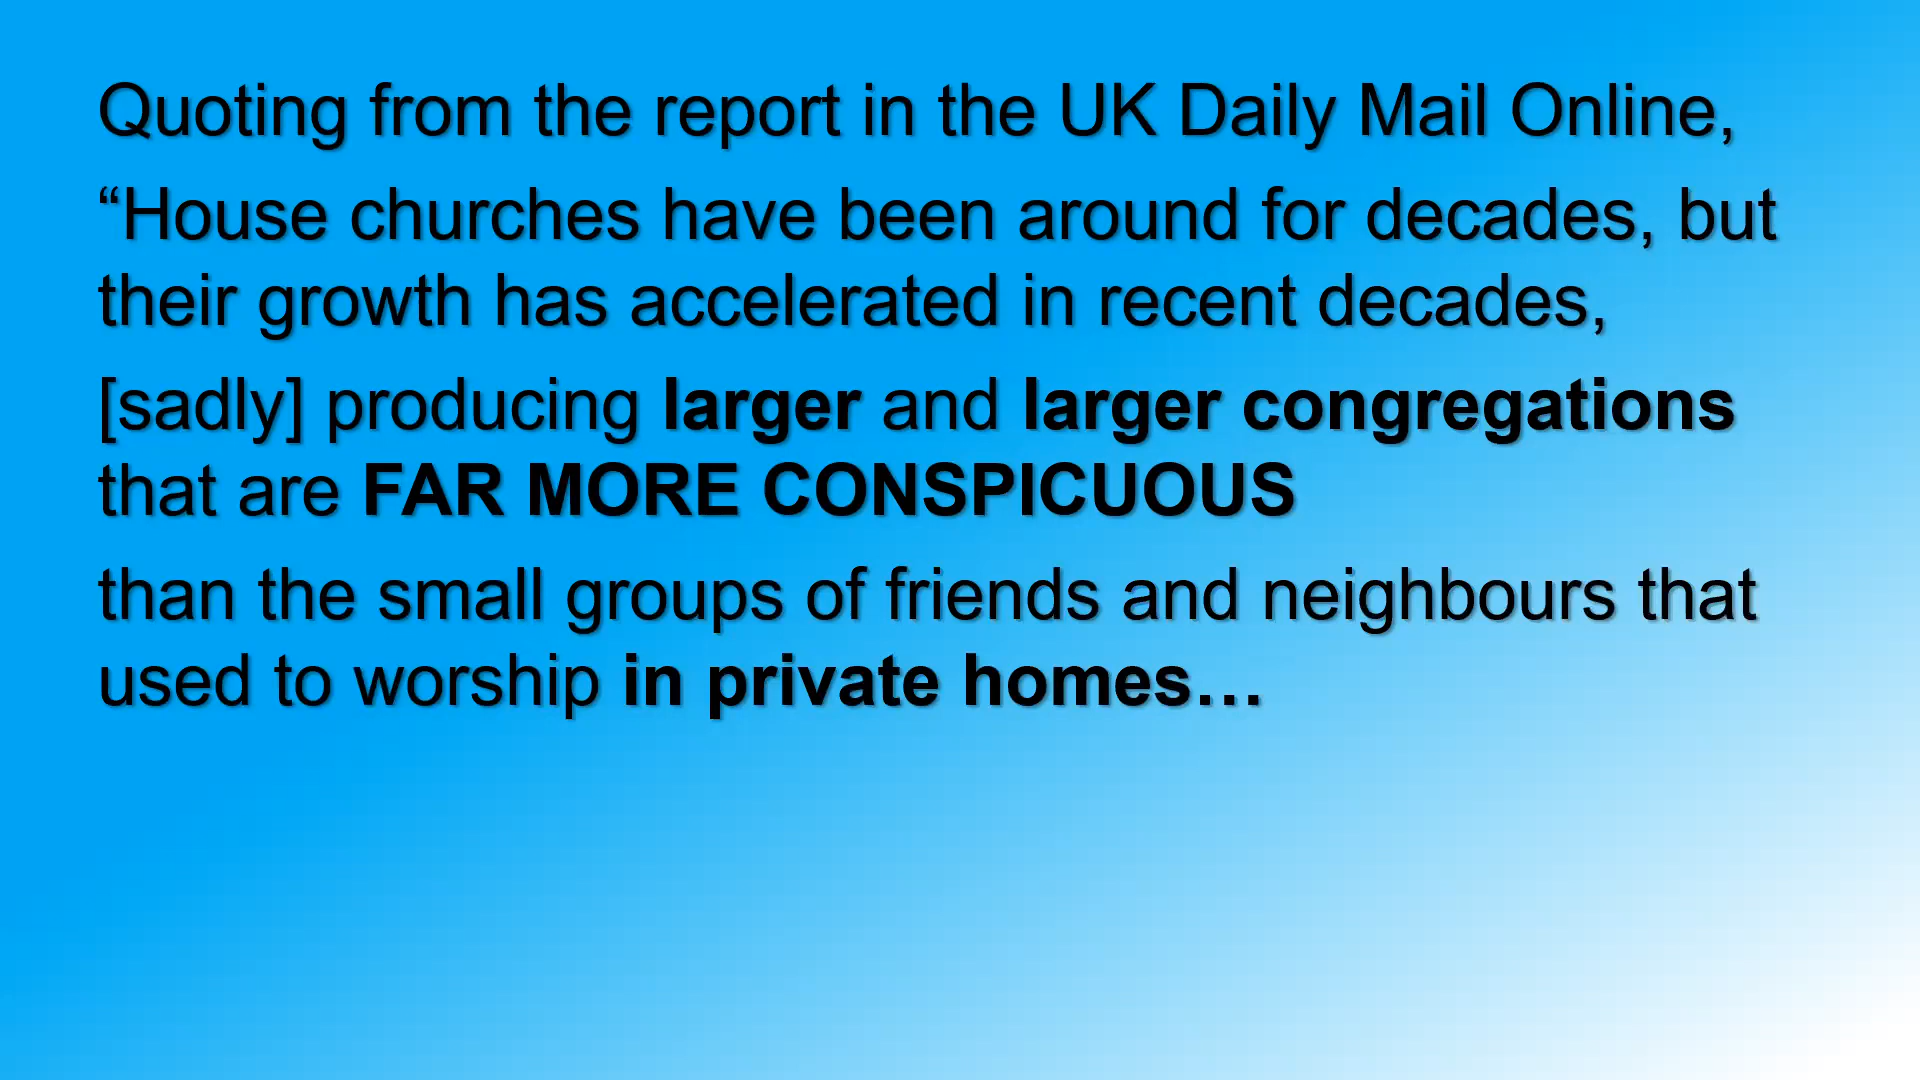 Quoting from the report in the UK Daily Mail Online,
“House churches have been around for decades, but
their growth has accelerated in recent decades,
[sadly] producing larger and larger congregations
that are FAR MORE CONSPICUOUS
than the small groups of friends and neighbours that
used to worship in private homes…